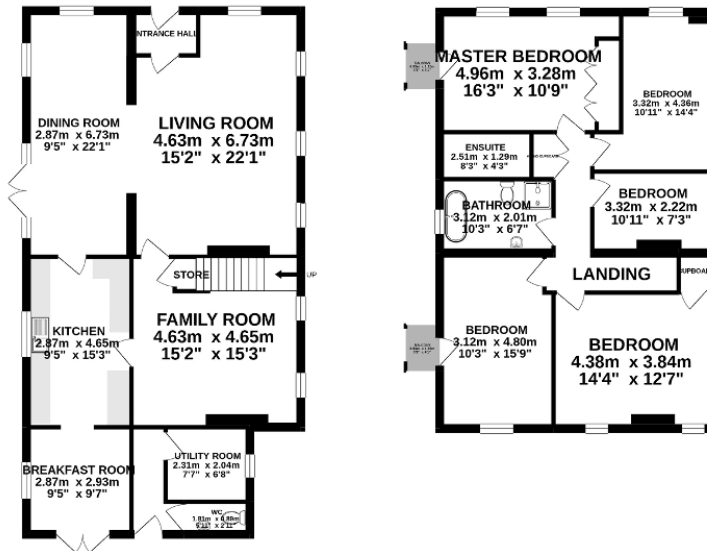 ENTRANCE HALL
DINING ROOM
2.87m x 6.73m
9'5" x 22'1"
LIVING ROOM
4.63m x 6.73m
15'2" x 22'1"
STORE
UP
KITCHEN
2.87m x 4.65m
9'5" x 15'3"
FAMILY ROOM
4.63m x 4.65m
15'2" x 15'3"
BREAKFAST ROOM
2.87m x 2.93m
9'5" x 9'7"
UTILITY ROOM
2.31m x 2.04m
7'7" x 6'8"
WC
MASTER BEDROOM
4.96m x 3.28m
16'3" x 10'9"
BEDROOM
3.32m x 4.36m
10'11" x 14'4"
ENSUITE
2.51m x 1.29m
8'3" x 4'3"
BATHROOM
3.12m x 2.01m
10'3" x 6'7"
BEDROOM
3.32m x 2.22m
10'11" x 7'3"
LANDING
CUPBOARD
BEDROOM
3.12m x 4.80m
10'3" x 15'9"
BEDROOM
4.38m x 3.84m
14'4" x 12'7"